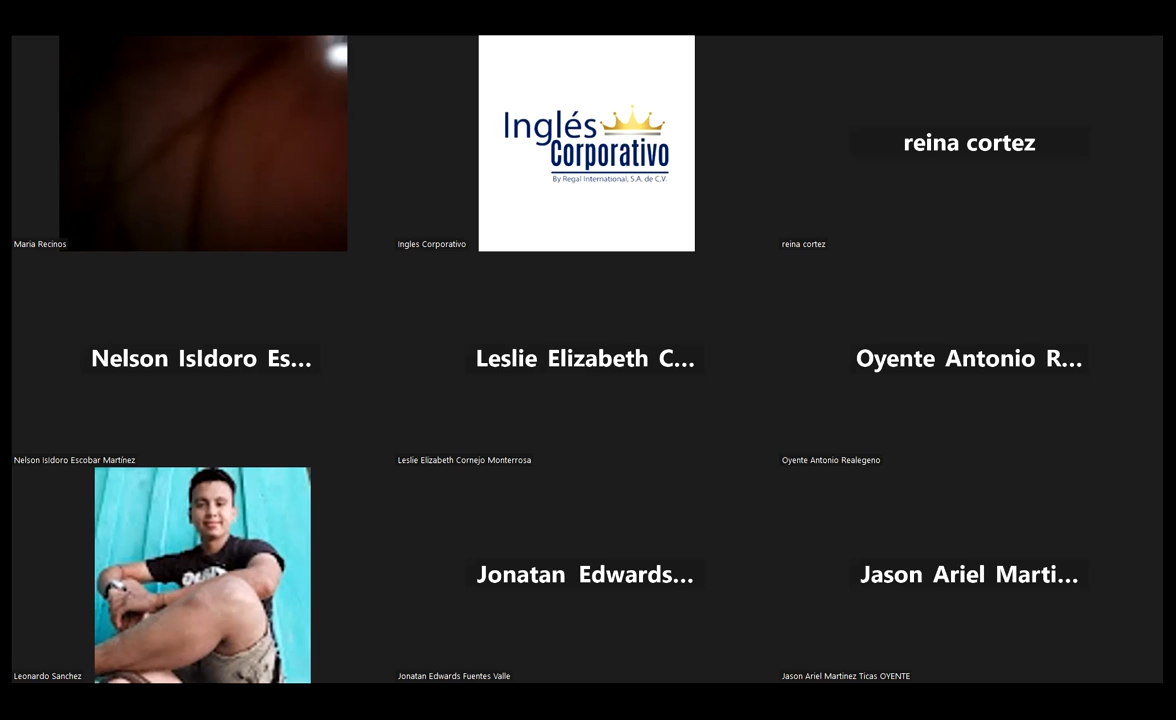 Inglés
Corporativo
By Regal International, S.A. de C.V.
reina cortez
Maria Recinos
Ingles Corporativo
reina cortez
Nelson IsIdoro Es...
Leslie Elizabeth C...
Oyente Antonio R...
Nelson IsIdoro Escobar Martínez
Leslie Elizabeth Cornejo Monterrosa
Oyente Antonio Realegeno
Jonatan Edwards...
Jason Ariel Marti...
Leonardo Sanchez
Jonatan Edwards Fuentes Valle
Jason Ariel Martinez Ticas OYENTE